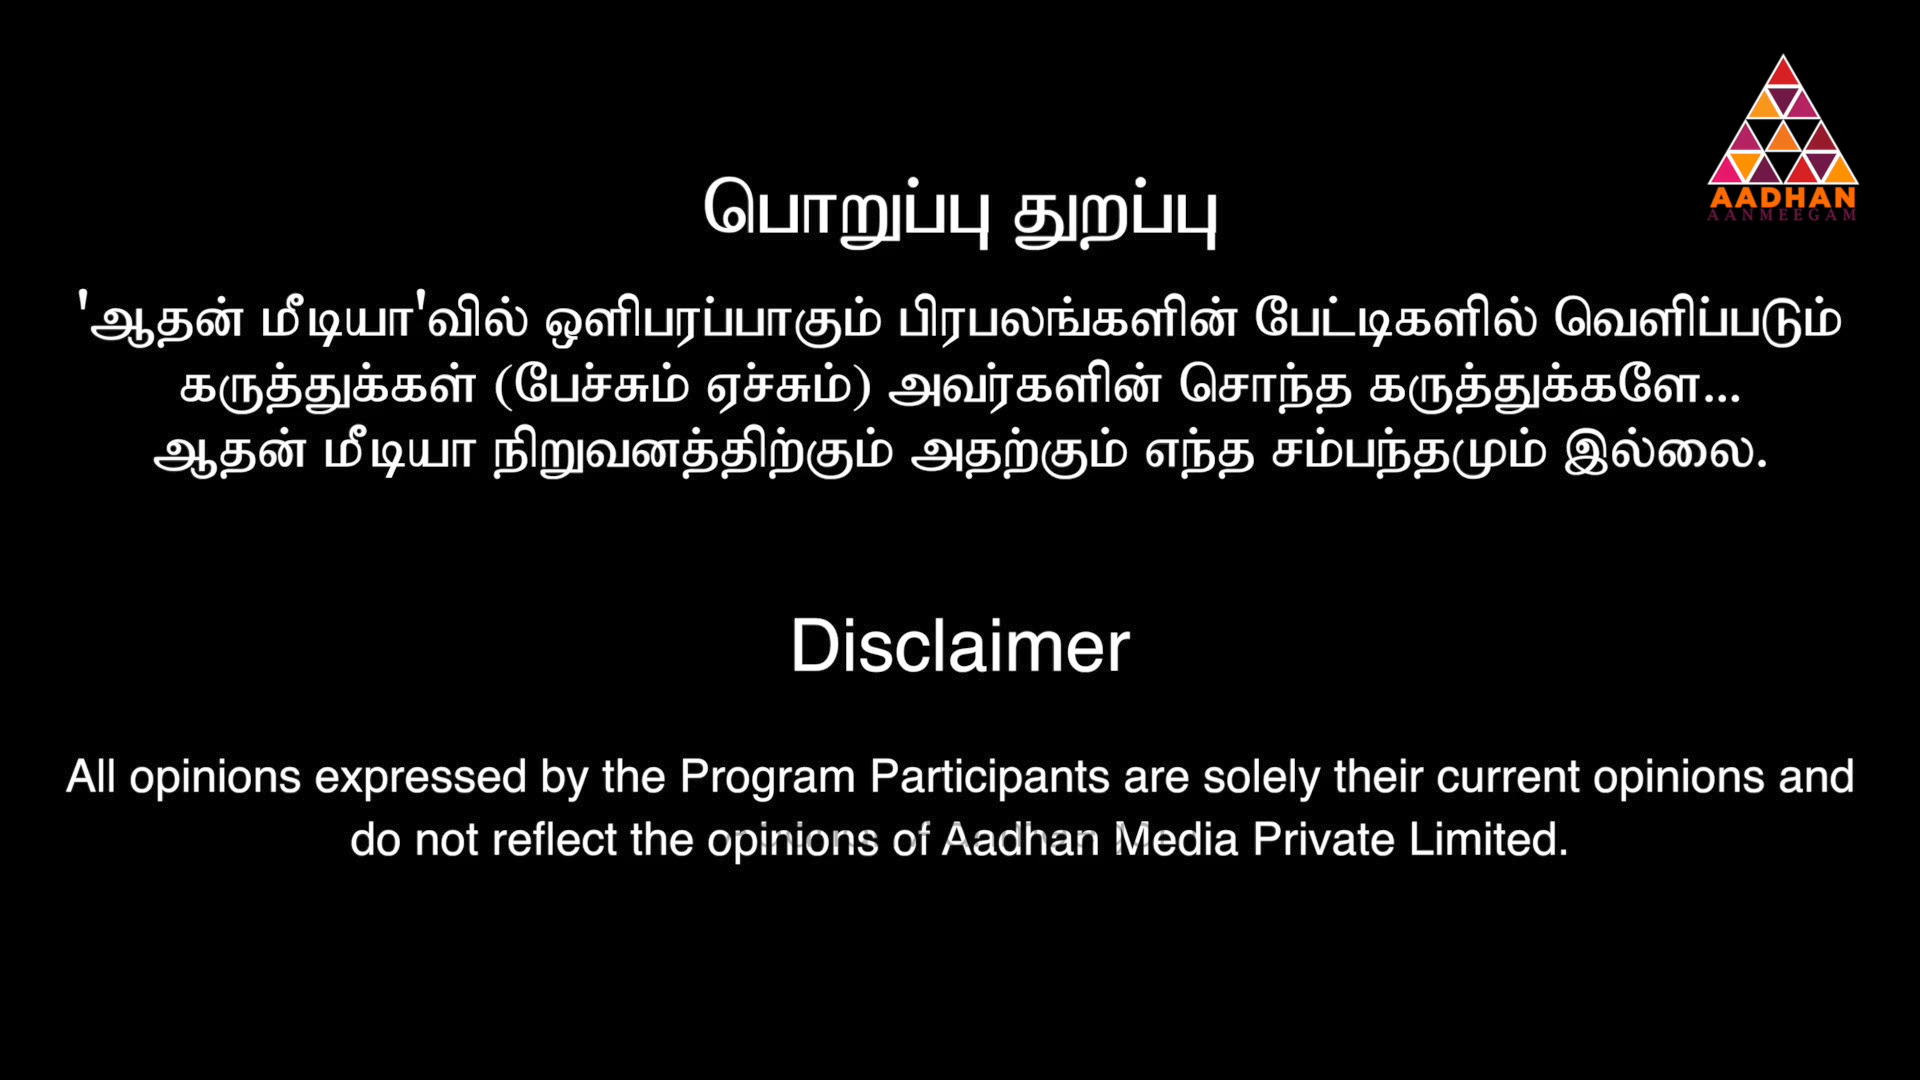 AADHAN
AANMEEGAM
பொறுப்பு துறப்பு
'ஆதன் மீடியா'வில் ஒளிபரப்பாகும் பிரபலங்களின் பேட்டிகளில் வெளிப்படும்
கருத்துக்கள் (பேச்சும் ஏச்சும்) அவர்களின் சொந்த கருத்துக்களே...
ஆதன் மீடியா நிறுவனத்திற்கும் அதற்கும் எந்த சம்பந்தமும் இல்லை.
Disclaimer
All opinions expressed by the Program Participants are solely their current opinions and
do not reflect the opinions of Aadhan Media Private Limited.